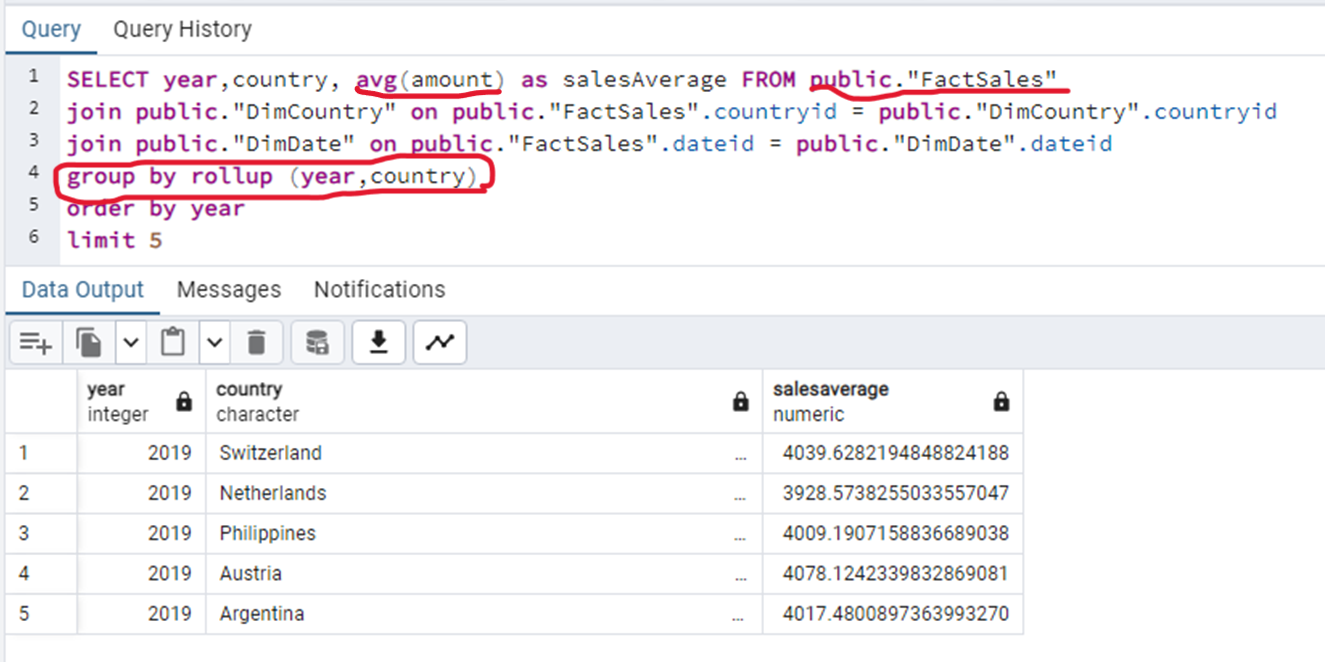 Query Query History
1 SELECT year,country, avg(amount) as salesAverage FROM public."FactSales"
2 join public."DimCountry" on public."FactSales".countryid = public."DimCountry".countryid
3 join public."DimDate" on public."FactSales".dateid = public."DimDate".dateid
4 group by rollup (year,country)
5 order by year
6 limit 5
Data Output Messages Notifications
year country salesaverage
integer character numeric
1 2019 Switzerland ... 4039.6282194848824188
2 2019 Netherlands ... 3928.5738255033557047
3 2019 Philippines ... 4009.1907158836689038
4 2019 Austria ... 4078.1242339832869081
5 2019 Argentina ... 4017.4800897363993270